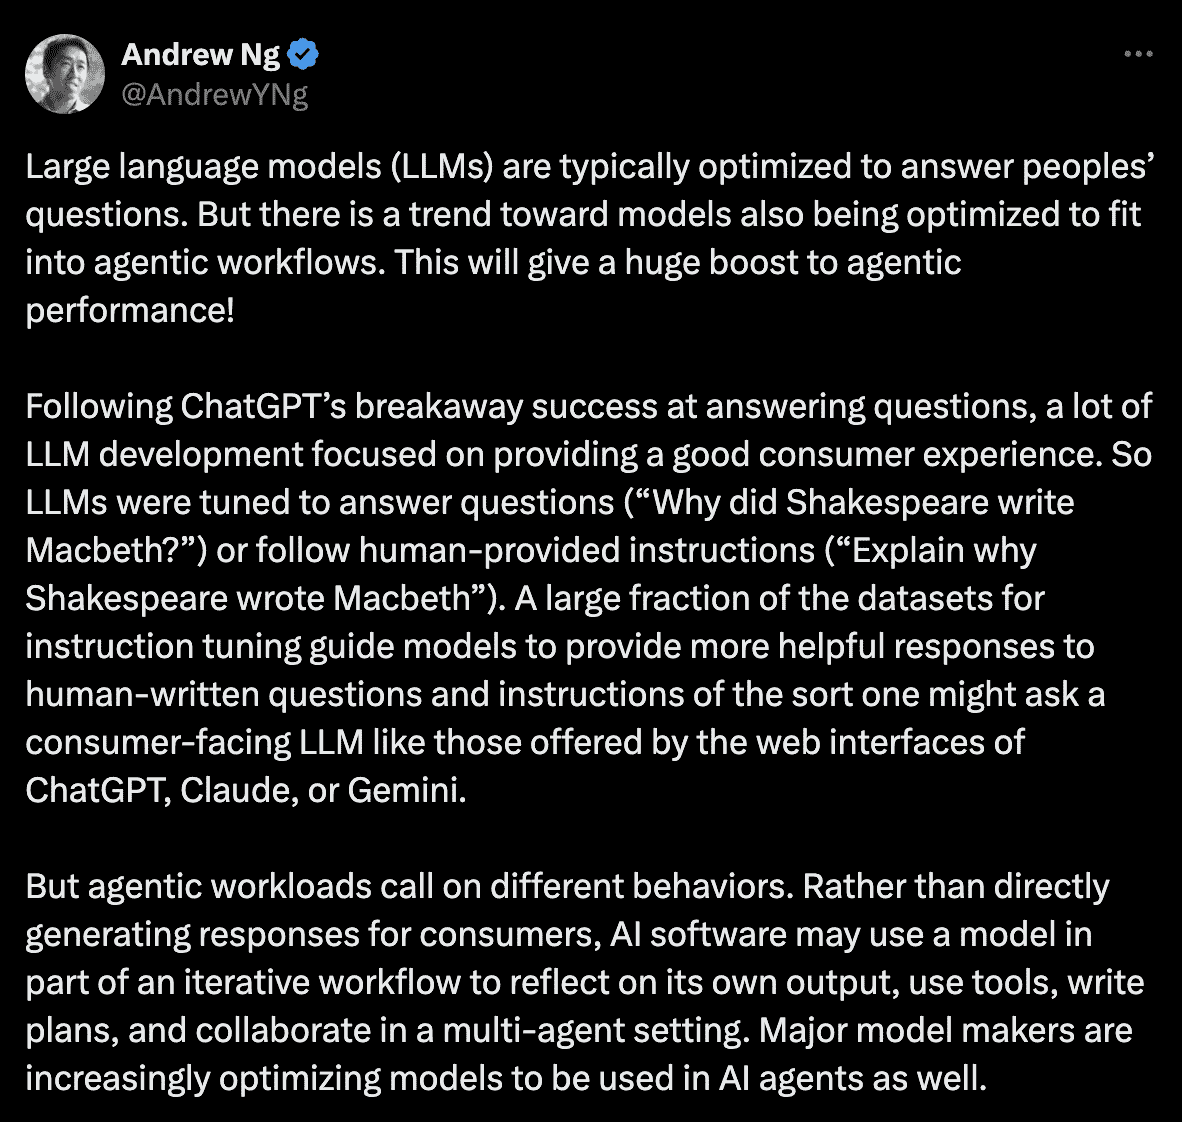 Andrew Ng
@AndrewYNg
Large language models (LLMs) are typically optimized to answer peoples’
questions. But there is a trend toward models also being optimized to fit
into agentic workflows. This will give a huge boost to agentic
performance!
Following ChatGPT’s breakaway success at answering questions, a lot of
LLM development focused on providing a good consumer experience. So
LLMs were tuned to answer questions (“Why did Shakespeare write
Macbeth?”) or follow human-provided instructions (“Explain why
Shakespeare wrote Macbeth”). A large fraction of the datasets for
instruction tuning guide models to provide more helpful responses to
human-written questions and instructions of the sort one might ask a
consumer-facing LLM like those offered by the web interfaces of
ChatGPT, Claude, or Gemini.
But agentic workloads call on different behaviors. Rather than directly
generating responses for consumers, AI software may use a model in
part of an iterative workflow to reflect on its own output, use tools, write
plans, and collaborate in a multi-agent setting. Major model makers are
increasingly optimizing models to be used in AI agents as well.